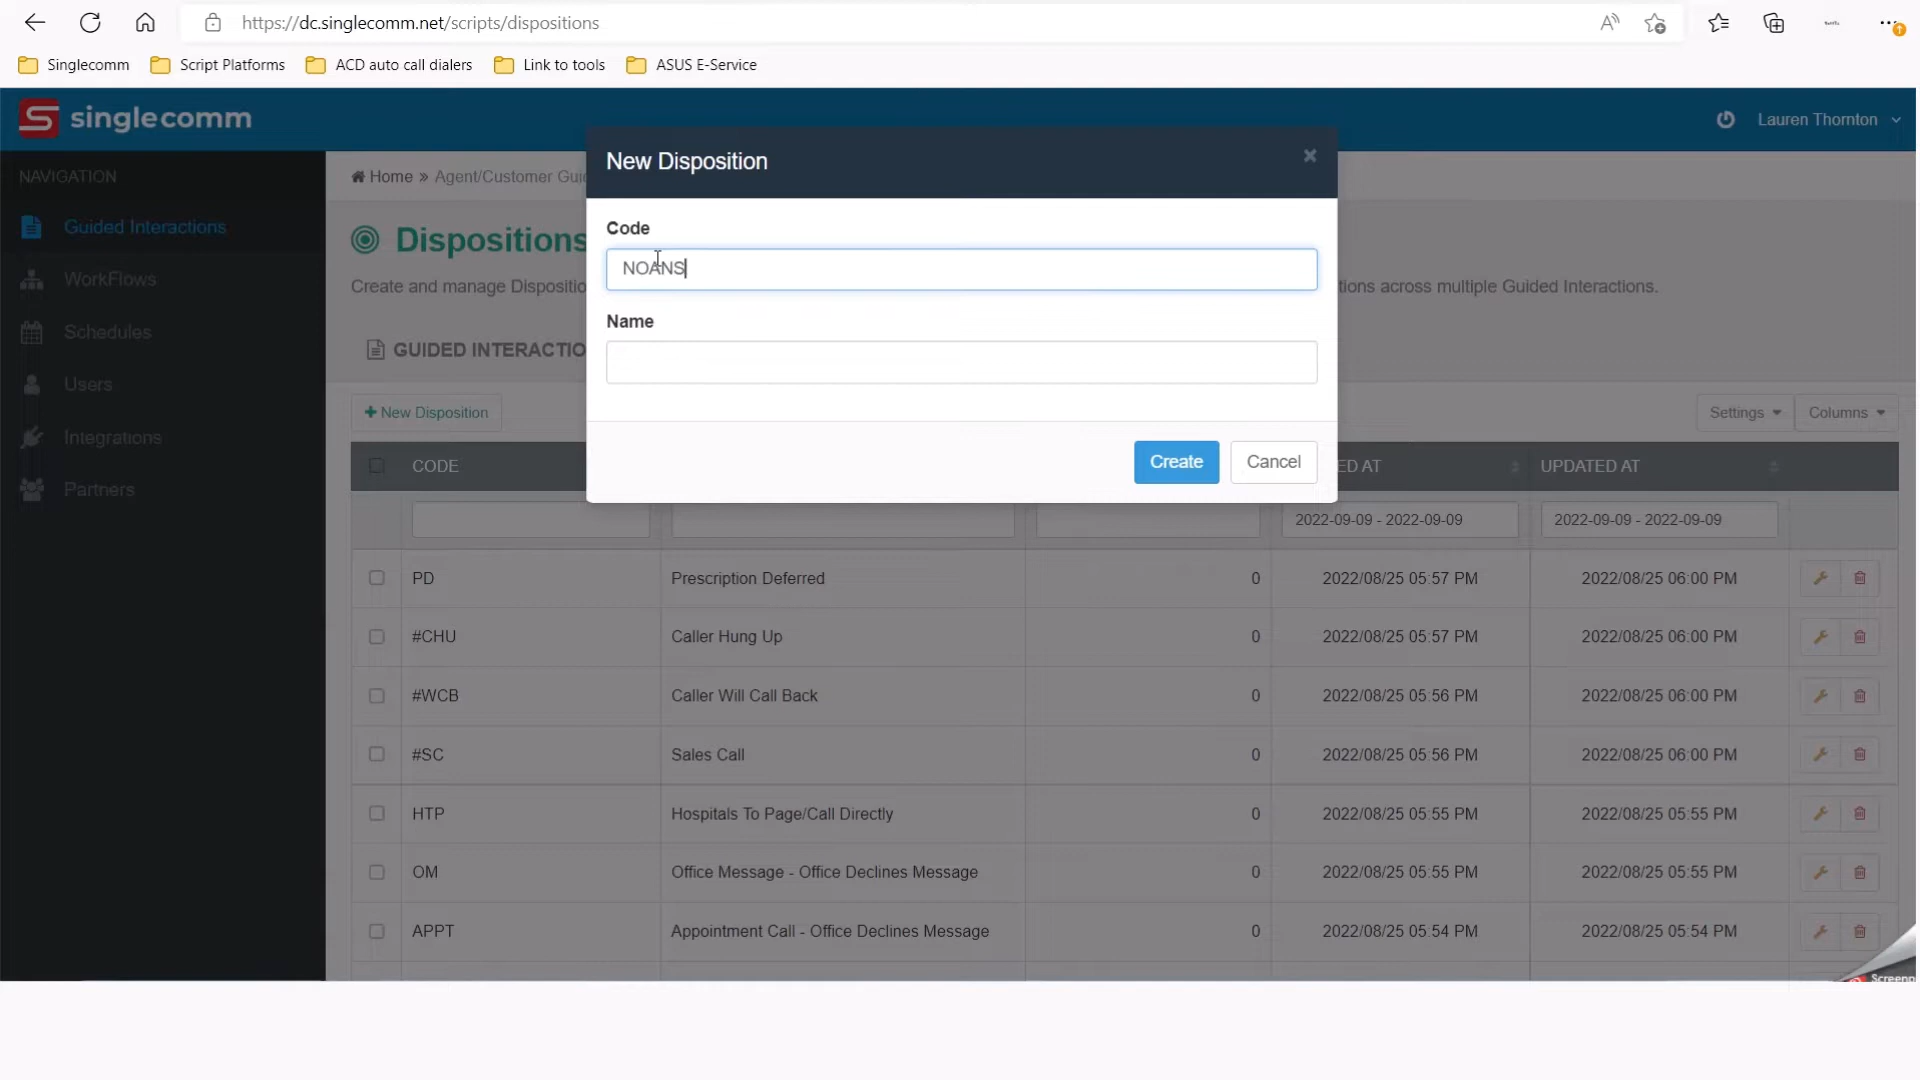 https://dc.singlecomm.net/scripts/dispositions
Singlecomm
Script Platforms
ACD auto call dialers
Link to tools
ASUS E-Service
singlecomm
Lauren Thornton
NAVIGATION
Guided Interactions
WorkFlows
Schedules
Users
Integrations
Partners
Home » Agent/Customer Gui
Dispositions
Create and manage Dispositio
tions across multiple Guided Interactions.
GUIDED INTERACTIO
New Disposition
×
Code
NOANS
Name
Create
Cancel
+ New Disposition
Settings
Columns
CODE
ED AT
UPDATED AT
2022-09-09 - 2022-09-09
2022-09-09 - 2022-09-09
PD Prescription Deferred 0 2022/08/25 05:57 PM 2022/08/25 06:00 PM
#CHU Caller Hung Up 0 2022/08/25 05:57 PM 2022/08/25 06:00 PM
#WCB Caller Will Call Back 0 2022/08/25 05:56 PM 2022/08/25 06:00 PM
#SC Sales Call 0 2022/08/25 05:56 PM 2022/08/25 06:00 PM
HTP Hospitals To Page/Call Directly 0 2022/08/25 05:55 PM 2022/08/25 06:00 PM
OM Office Message - Office Declines Message 0 2022/08/25 05:55 PM 2022/08/25 05:55 PM
APPT Appointment Call - Office Declines Message 0 2022/08/25 05:54 PM 2022/08/25 05:54 PM